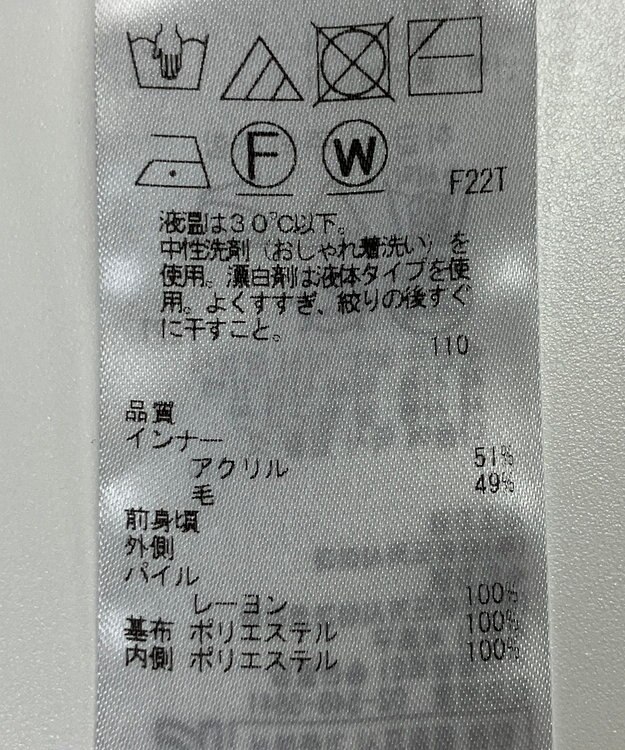 F
W
F22T
液温は30℃以下。
中性洗剤（おしゃれ着洗い）を
使用。漂白剤は液体タイプを使
用。よくすすぎ、絞りの後すぐ
に干すこと。
110
品質
インナー
アクリル 51%
毛 49%
前身頃
外側
パイル
レーヨン 100%
基布 ポリエステル 100%
内側 ポリエステル 100%